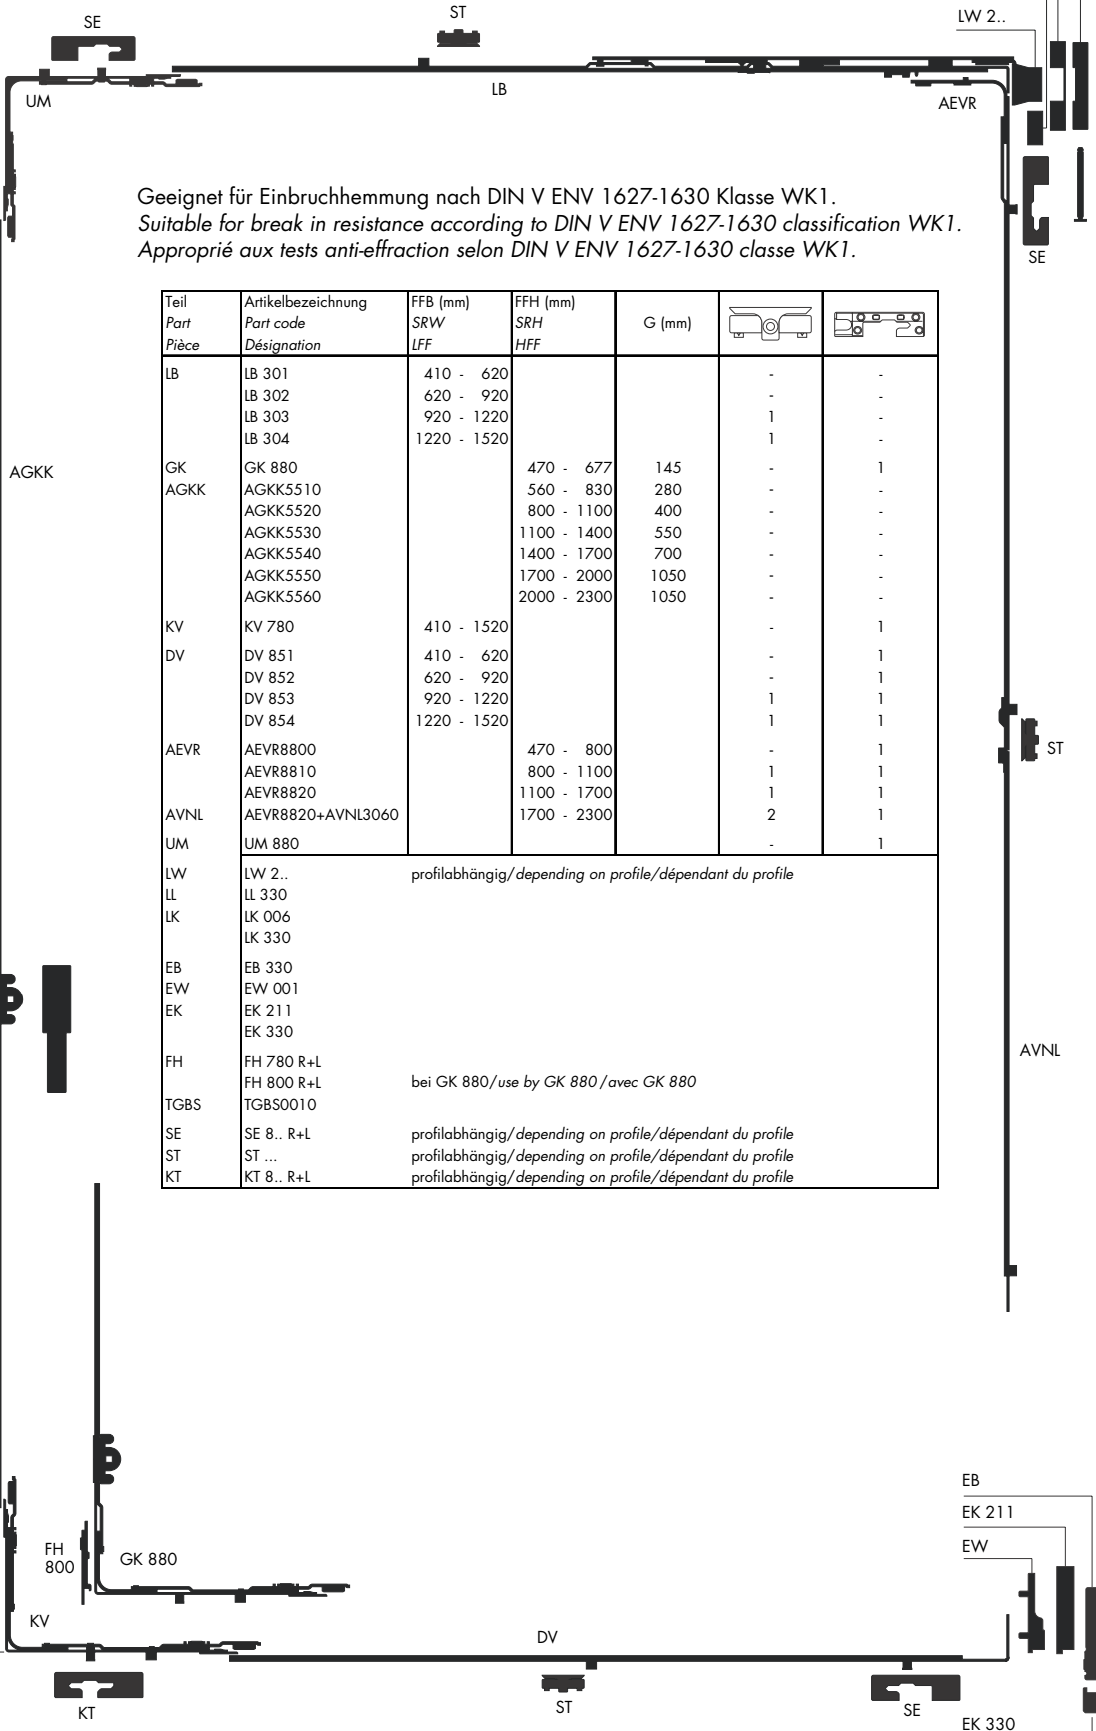 SE
ST
LW 2..
UM
LB
AEVR
Geeignet für Einbruchhemmung nach DIN V ENV 1627-1630 Klasse WK1.
Suitable for break in resistance according to DIN V ENV 1627-1630 classification WK1.
Approprié aux tests anti-effraction selon DIN V ENV 1627-1630 classe WK1.
SE
Teil Artikelbezeichnung FFB (mm) FFH (mm)
Part Part code SRW SRH G (mm)
Pièce Désignation LFF HFF
LB LB 301 410 - 620 - -
LB 302 620 - 920 - -
LB 303 920 - 1220 1 -
LB 304 1220 - 1520 1 -
GK GK 880 470 - 677 145 - 1
AGKK AGKK5510 560 - 830 280 - -
AGKK5520 800 - 1100 400 - -
AGKK5530 1100 - 1400 550 - -
AGKK5540 1400 - 1700 700 - -
AGKK5550 1700 - 2000 1050 - -
AGKK5560 2000 - 2300 1050 - -
KV KV 780 410 - 1520 - 1
DV DV 851 410 - 620 - 1
DV 852 620 - 920 - 1
DV 853 920 - 1220 1 1
DV 854 1220 - 1520 1 1
AEVR AEVR8800 470 - 800 - 1
AEVR8810 800 - 1100 1 1
AEVR8820 1100 - 1700 1 1
AVNL AEVR8820+AVNL3060 1700 - 2300 2 1
UM UM 880 - 1
LW LW 2.. profilabhängig/depending on profile/dépendant du profile
LL LL 330
LK LK 006
LK 330
EB EB 330
EW EW 001
EK EK 211
EK 330
FH FH 780 R+L
FH 800 R+L bei GK 880/use by GK 880/avec GK 880
TGBS TGBS0010
SE SE 8.. R+L profilabhängig/depending on profile/dépendant du profile
ST ST ... profilabhängig/depending on profile/dépendant du profile
KT KT 8.. R+L profilabhängig/depending on profile/dépendant du profile
AGKK
ST
AVNL
EB
EK 211
EW
FH
800
GK 880
KV
DV
KT
ST
SE
EK 330